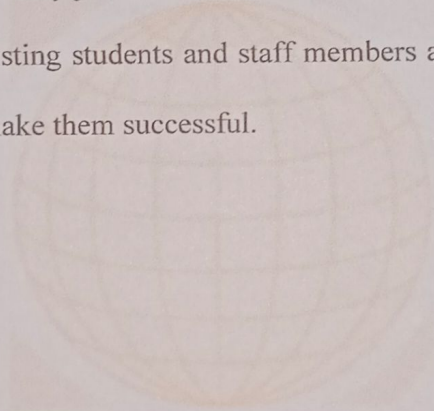 sting students and staff members a
ake them successful.